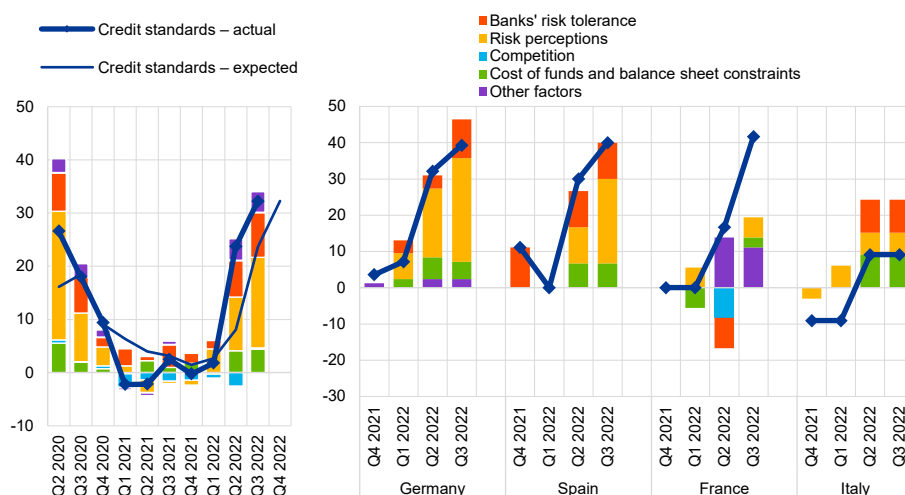 Credit standards – actual
Credit standards – expected
Banks' risk tolerance
Risk perceptions
Competition
Cost of funds and balance sheet constraints
Other factors
50
40
30
20
10
0
-10
Q2 2020
Q3 2020
Q4 2020
Q1 2021
Q2 2021
Q3 2021
Q4 2021
Q1 2022
Q2 2022
Q3 2022
Q4 2022
50
40
30
20
10
0
-10
-20
-30
Q4 2021
Q1 2022
Q2 2022
Q3 2022
Q4 2021
Q1 2022
Q2 2022
Q3 2022
Q4 2021
Q1 2022
Q2 2022
Q3 2022
Q4 2021
Q1 2022
Q2 2022
Q3 2022
Germany
Spain
France
Italy